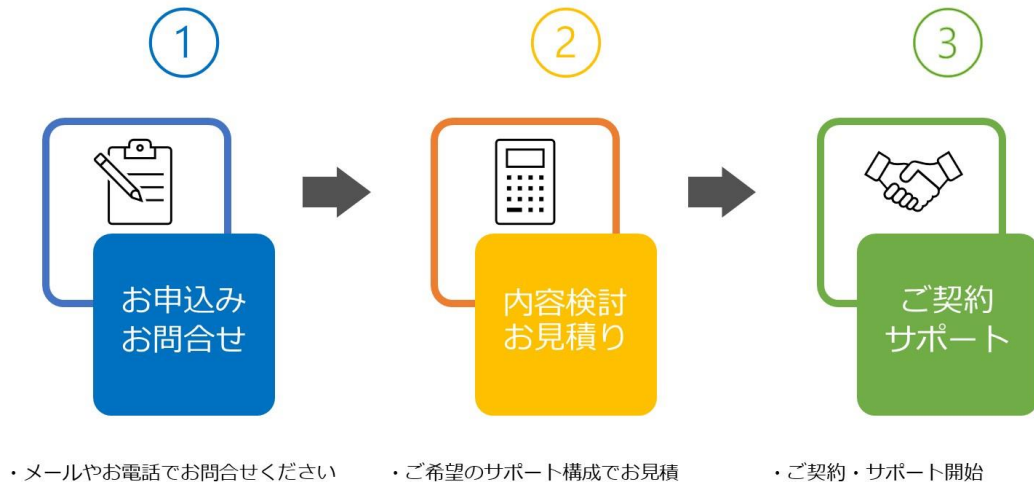 1
2
3
お申込み
お問合せ
内容検討
お見積り
ご契約
サポート
・メールやお電話でお問合せください
・ご希望のサポート構成でお見積
・ご契約・サポート開始